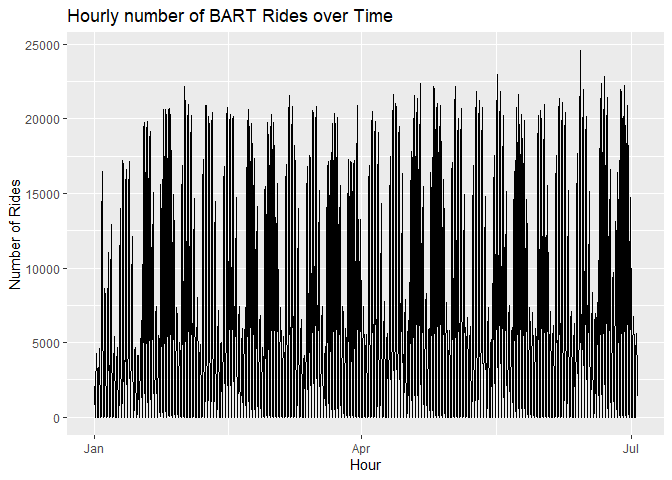 Hourly number of BART Rides over Time
25000
20000
15000
10000
5000
0
Number of Rides
Jan
Apr
Jul
Hour